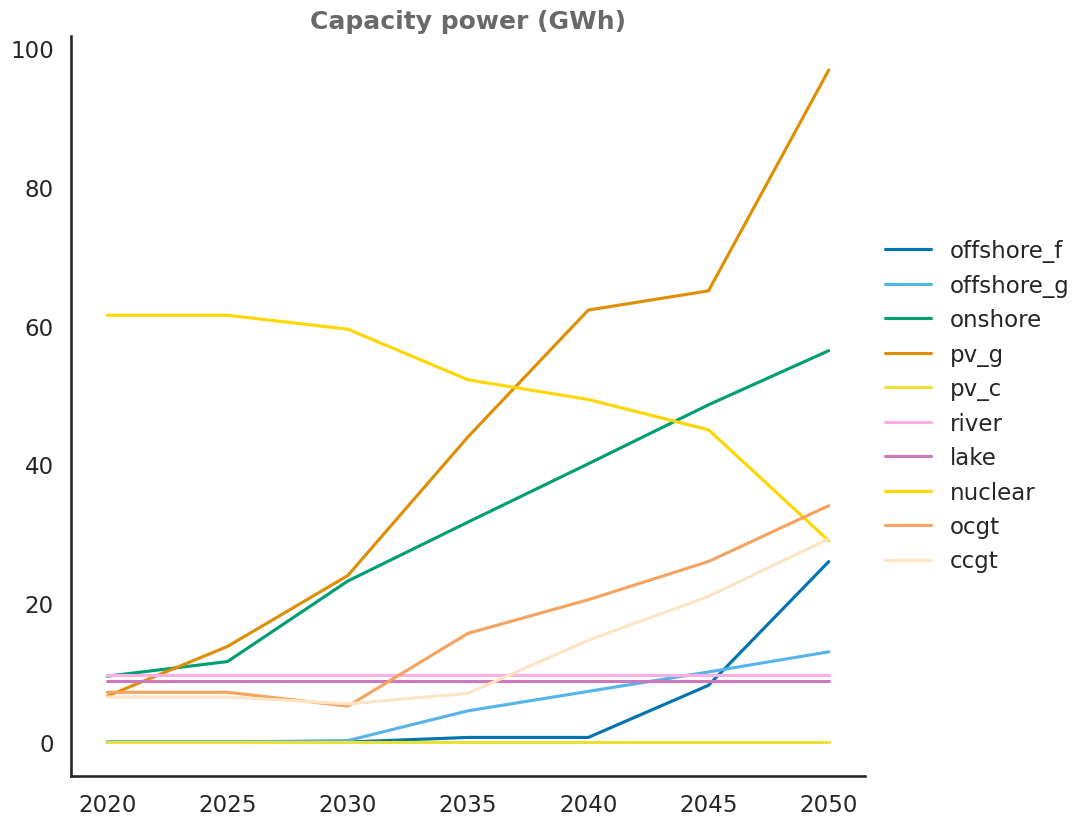 Capacity power (GWh)
100
80
60
40
20
0
2020 2025 2030 2035 2040 2045 2050
offshore_f
offshore_g
onshore
pv_g
pv_c
river
lake
nuclear
ocgt
ccgt